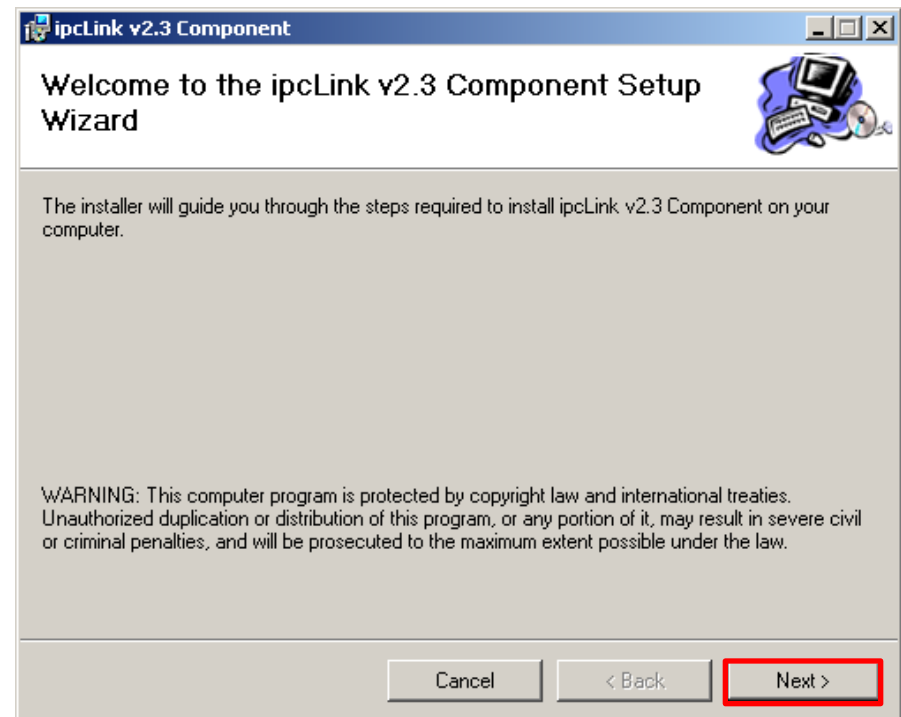 ipcLink v2.3 Component
Welcome to the ipcLink v2.3 Component Setup
Wizard
The installer will guide you through the steps required to install ipcLink v2.3 Component on your
computer.
WARNING: This computer program is protected by copyright law and international treaties.
Unauthorized duplication or distribution of this program, or any portion of it, may result in severe civil
or criminal penalties, and will be prosecuted to the maximum extent possible under the law.
Cancel
< Back
Next >